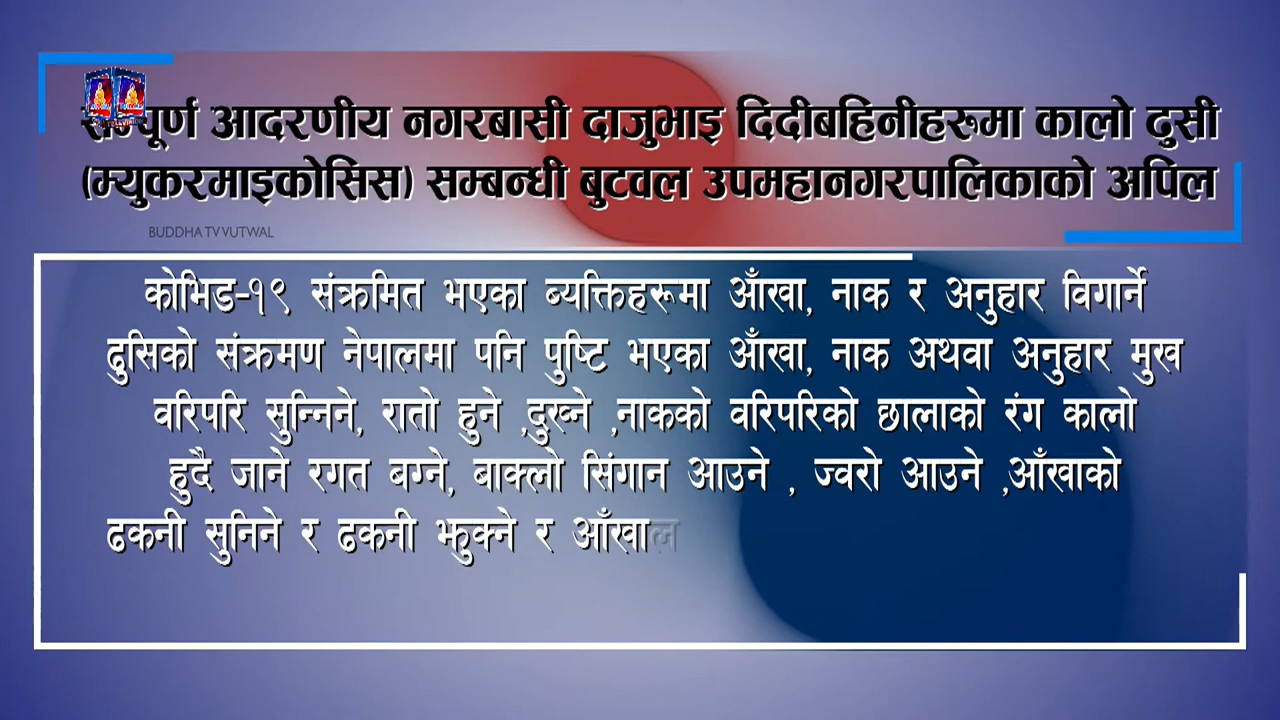 सम्पूर्ण आदरणीय नगरबासी दाजुभाइ दिदीबहिनीहरूमा कालो ढुसी
(म्युकरमाइकोसिस) सम्बन्धी बुटवल उपमहानगरपालिकाको अपिल
BUDDHA TV VUTWAL
कोभिड-१९ संक्रमित भएका ब्यक्तिहरूमा आँखा, नाक र अनुहार विगार्ने
ढुसिको संक्रमण नेपालमा पनि पुष्टि भएका आँखा, नाक अथवा अनुहार मुख
वरिपरि सुन्निने, रातो हुने ,दुख्ने ,नाकको वरिपरिको छालाको रंग कालो
हुदै जाने रगत बग्ने, बाक्लो सिंगान आउने , ज्वरो आउने ,आँखाको
ढकनी सुनिने र ढकनी झुक्ने र आँखाल